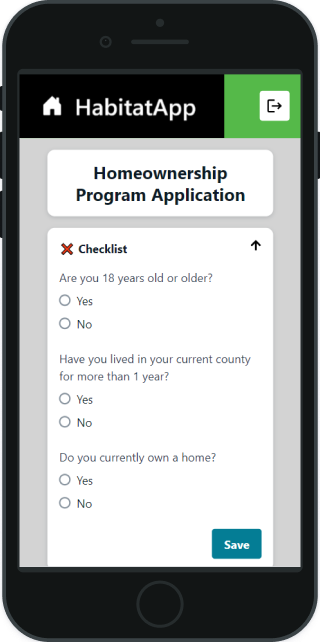 HabitatApp
Homeownership
Program Application
Checklist
Are you 18 years old or older?
Yes
No
Have you lived in your current county
for more than 1 year?
Yes
No
Do you currently own a home?
Yes
No
Save